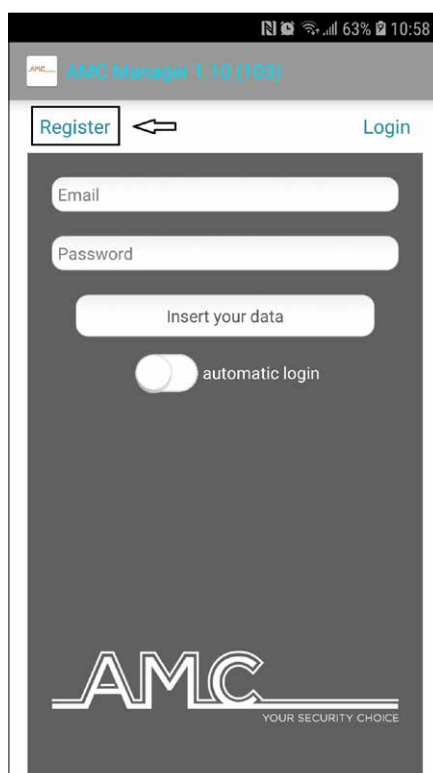 63% 10:58
AMC AMC Manager 1.10 (103)
Register Login
Email
Password
Insert your data
automatic login
AMC
YOUR SECURITY CHOICE